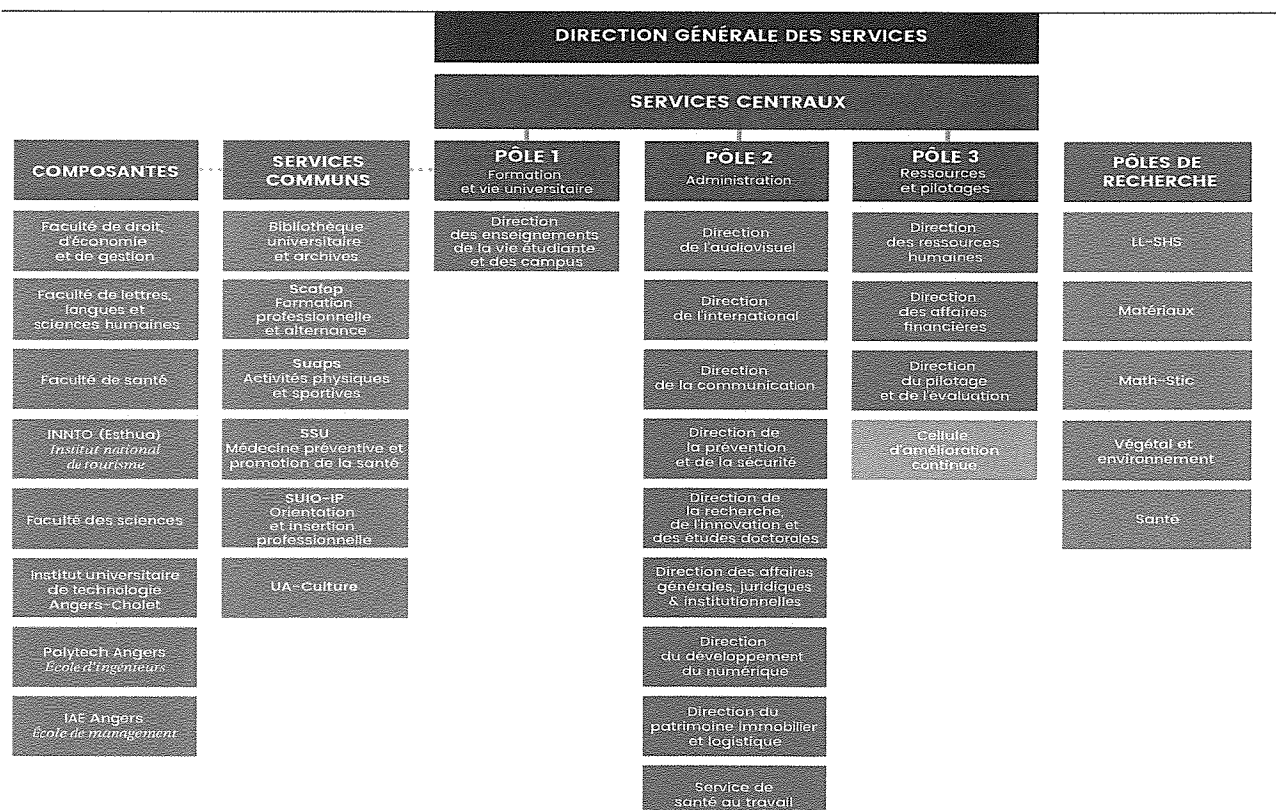 DIRECTION GÉNÉRALE DES SERVICES
SERVICES CENTRAUX
COMPOSANTES
Faculté de droit,
d'économie
et de gestion
Faculté de lettres,
langues et
sciences humaines
Faculté de santé
INNTO (Esthua)
Institut national
de tourisme
Faculté des sciences
Institut universitaire
de technologie
Angers-Cholet
Polytech Angers
École d'ingénieurs
IAE Angers
École de management
SERVICES
COMMUNS
Bibliothèque
universitaire
et archives
Scafop
Formation
professionnelle
et alternance
Suaps
Activités physiques
et sportives
SSU
Médecine préventive et
promotion de la santé
SUIO-IP
Orientation
et insertion
professionnelle
UA-Culture
PÔLE 1
Formation
et vie universitaire
Direction
des enseignements
de la vie étudiante
et des campus
PÔLE 2
Administration
Direction
de l'audiovisuel
Direction
de l'international
Direction
de la communication
Direction de
la prévention
et de la sécurité
Direction de
la recherche,
de l'innovation et
des études doctorales
Direction des affaires
générales, juridiques
& institutionnelles
Direction
du développement
du numérique
Direction du
patrimoine immobilier
et logistique
Service de
santé au travail
PÔLE 3
Ressources
et pilotages
Direction
des ressources
humaines
Direction
des affaires
financières
Direction
du pilotage
et de l'évaluation
Cellule
d'amélioration
continue
PÔLES DE
RECHERCHE
LL-SHS
Matériaux
Math-Stic
Végétal et
environnement
Santé